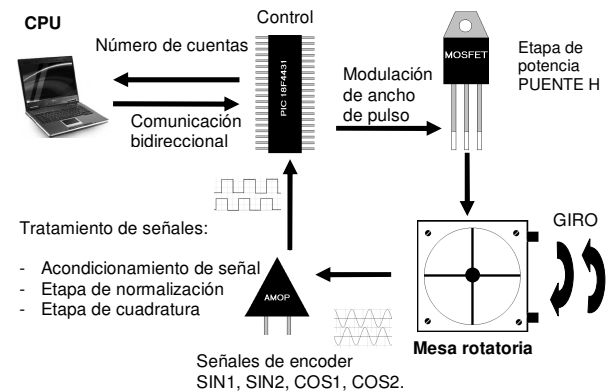 CPU
Control
Número de cuentas
PIC 18F4431
Comunicación
bidireccional
Modulación
de ancho
de pulso
MOSFET
Etapa de
potencia
PUENTE H
Tratamiento de señales:
- Acondicionamiento de señal
- Etapa de normalización
- Etapa de cuadratura
AMOP
Señales de encoder
SIN1, SIN2, COS1, COS2.
GIRO
Mesa rotatoria